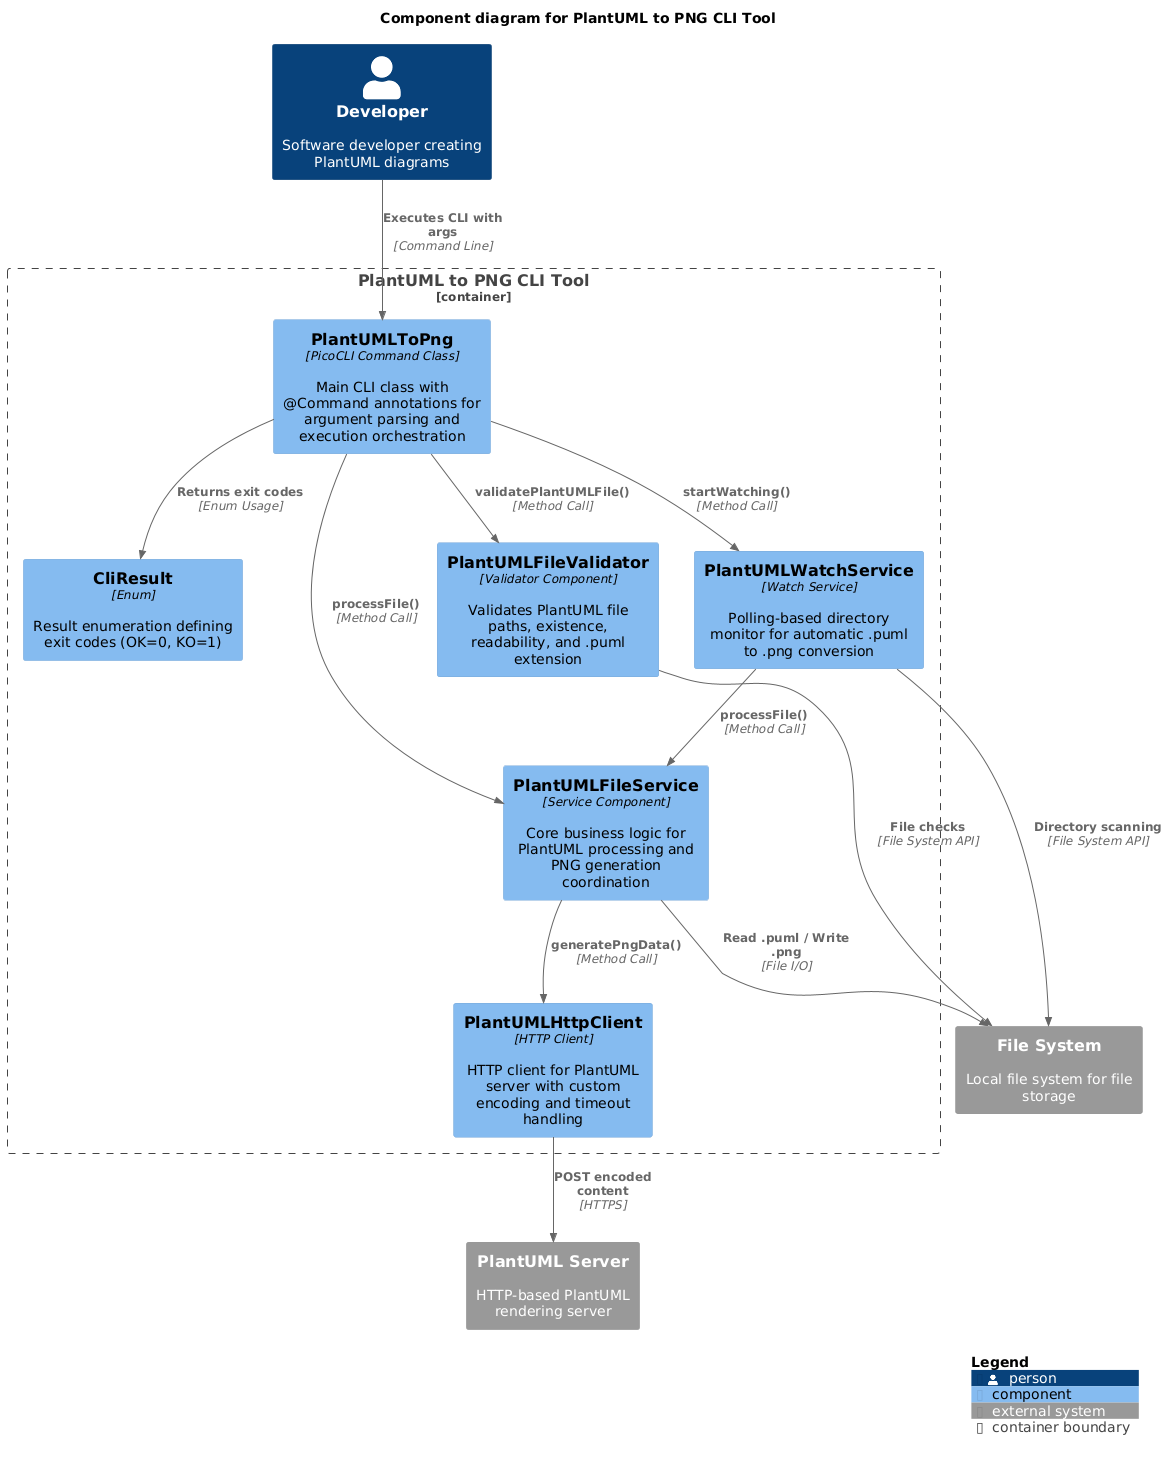 Component diagram for PlantUML to PNG CLI Tool
Developer
Software developer creating
PlantUML diagrams
Executes CLI with
args
[Command Line]
PlantUML to PNG CLI Tool
[container]
PlantUMLToPng
[PicoCLI Command Class]
Main CLI class with
@Command annotations for
argument parsing and
execution orchestration
Returns exit codes
[Enum Usage]
validatePlantUMLFile()
[Method Call]
startWatching()
[Method Call]
CliResult
[Enum]
Result enumeration defining
exit codes (OK=0, KO=1)
processFile()
[Method Call]
PlantUMLFileValidator
[Validator Component]
Validates PlantUML file
paths, existence,
readability, and .puml
extension
PlantUMLWatchService
[Watch Service]
Polling-based directory
monitor for automatic .puml
to .png conversion
processFile()
[Method Call]
PlantUMLFileService
[Service Component]
Core business logic for
PlantUML processing and
PNG generation
coordination
File checks
[File System API]
Directory scanning
[File System API]
generatePngData()
[Method Call]
Read .puml / Write
.png
[File I/O]
PlantUMLHttpClient
[HTTP Client]
HTTP client for PlantUML
server with custom
encoding and timeout
handling
File System
Local file system for file
storage
POST encoded
content
[HTTPS]
PlantUML Server
HTTP-based PlantUML
rendering server
Legend
person
component
external system
container boundary